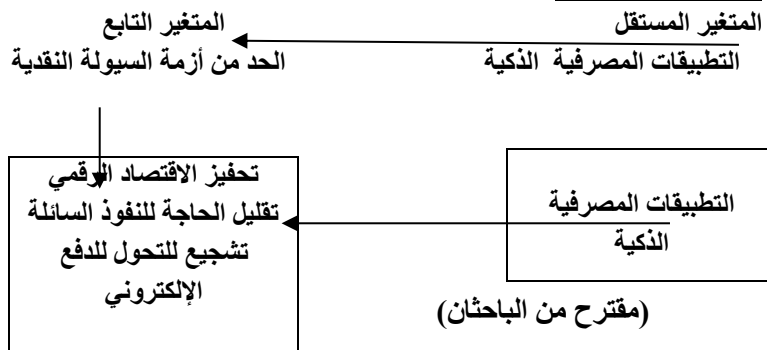 المتغير المستقل
المتغير التابع
التطبيقات المصرفية الذكية
الحد من أزمة السيولة النقدية
التطبيقات المصرفية
الذكية
تحفيز الاقتصاد الرقمي
تقليل الحاجة للنفوذ السائلة
تشجيع للتحول للدفع
الإلكتروني
(مقترح من الباحثان)